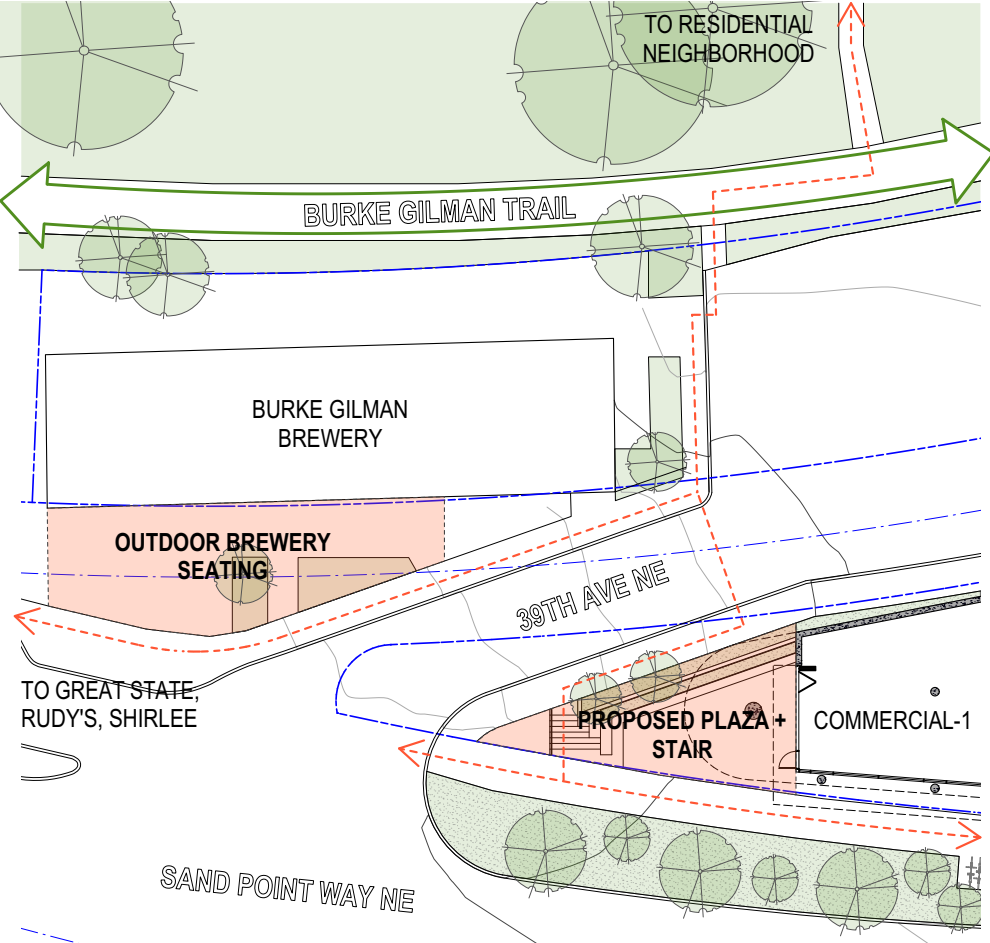 TO RESIDENTIAL
NEIGHBORHOOD
BURKE GILMAN TRAIL
BURKE GILMAN
BREWERY
OUTDOOR BREWERY
SEATING
39TH AVE NE
TO GREAT STATE,
RUDY'S, SHIRLEE
PROPOSED PLAZA +
STAIR
COMMERCIAL-1
SAND POINT WAY NE